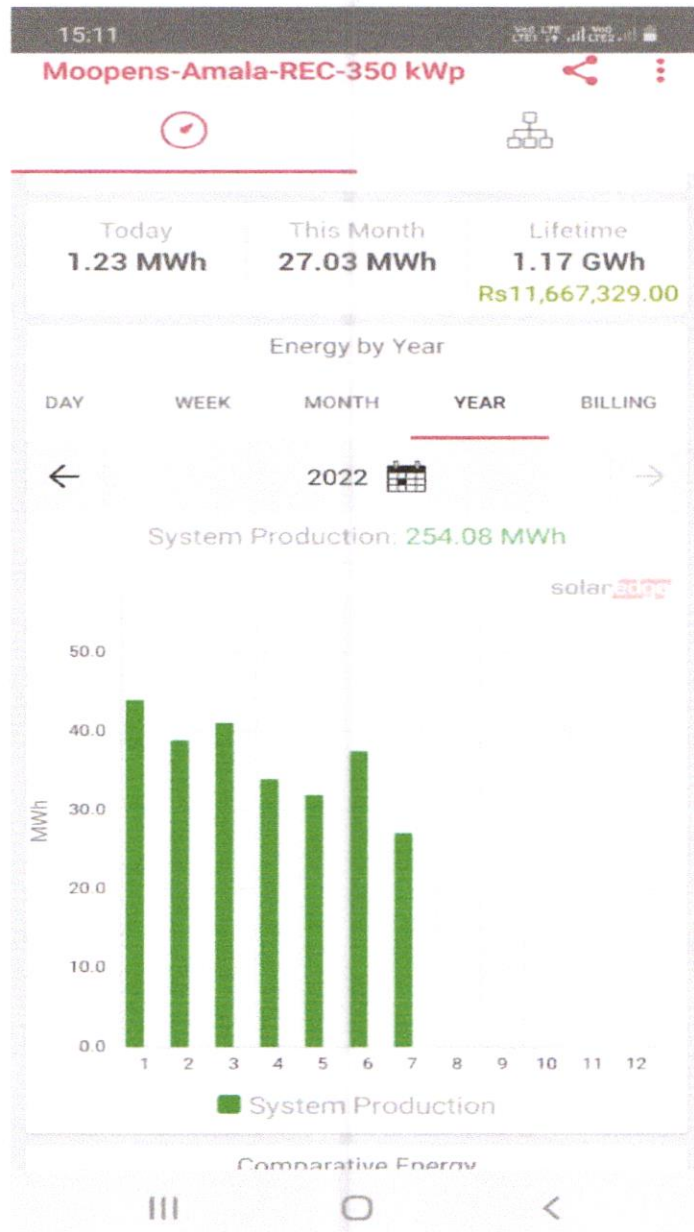 15:11
Moopens-Amala-REC-350 kWp
Today This Month Lifetime
1.23 MWh 27.03 MWh 1.17 GWh
Rs11,667,329.00
Energy by Year
DAY WEEK MONTH YEAR BILLING
2022
System Production: 254.08 MWh
solaredge
50.0
40.0
30.0
20.0
10.0
0.0
MWh
1 2 3 4 5 6 7 8 9 10 11 12
System Production
Comparative Energy